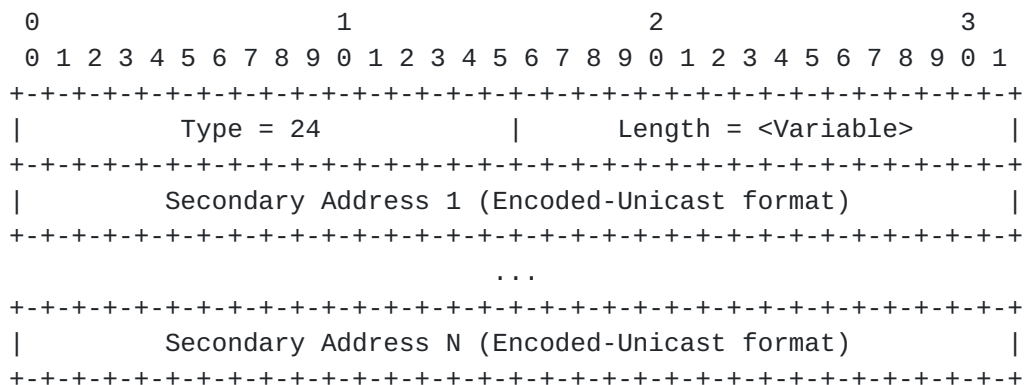 0                   1                   2                   3
0 1 2 3 4 5 6 7 8 9 0 1 2 3 4 5 6 7 8 9 0 1 2 3 4 5 6 7 8 9 0 1
+-+-+-+-+-+-+-+-+-+-+-+-+-+-+-+-+-+-+-+-+-+-+-+-+-+-+-+-+-+-+-+-+
|          Type = 24            |       Length = <Variable>      |
+-+-+-+-+-+-+-+-+-+-+-+-+-+-+-+-+-+-+-+-+-+-+-+-+-+-+-+-+-+-+-+-+
|         Secondary Address 1 (Encoded-Unicast format)          |
+-+-+-+-+-+-+-+-+-+-+-+-+-+-+-+-+-+-+-+-+-+-+-+-+-+-+-+-+-+-+-+-+
...
+-+-+-+-+-+-+-+-+-+-+-+-+-+-+-+-+-+-+-+-+-+-+-+-+-+-+-+-+-+-+-+-+
|         Secondary Address N (Encoded-Unicast format)          |
+-+-+-+-+-+-+-+-+-+-+-+-+-+-+-+-+-+-+-+-+-+-+-+-+-+-+-+-+-+-+-+-+